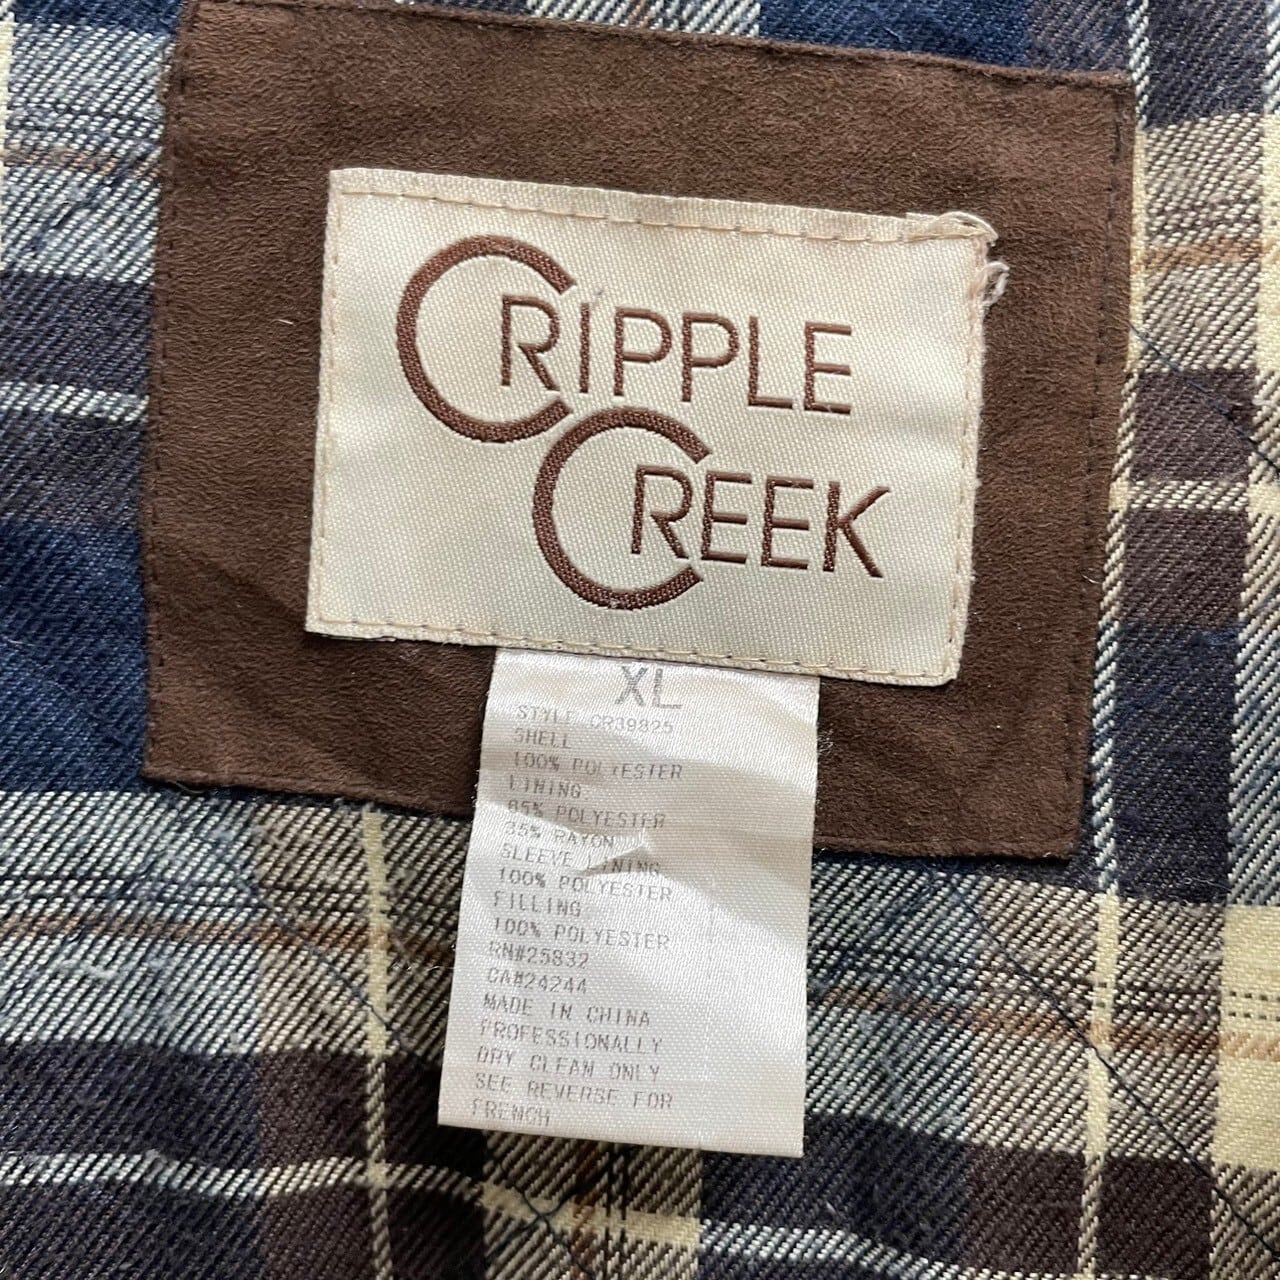 CRIPPLE
CREEK
XL
STYLE CR39825
SHELL
100% POLYESTER
LINING
65% POLYESTER
35% RAYON
SLEEVE LINING
100% POLYESTER
FILLING
100% POLYESTER
RN#25832
CA#24244
MADE IN CHINA
PROFESSIONALLY
DRY CLEAN ONLY
SEE REVERSE FOR
FRENCH